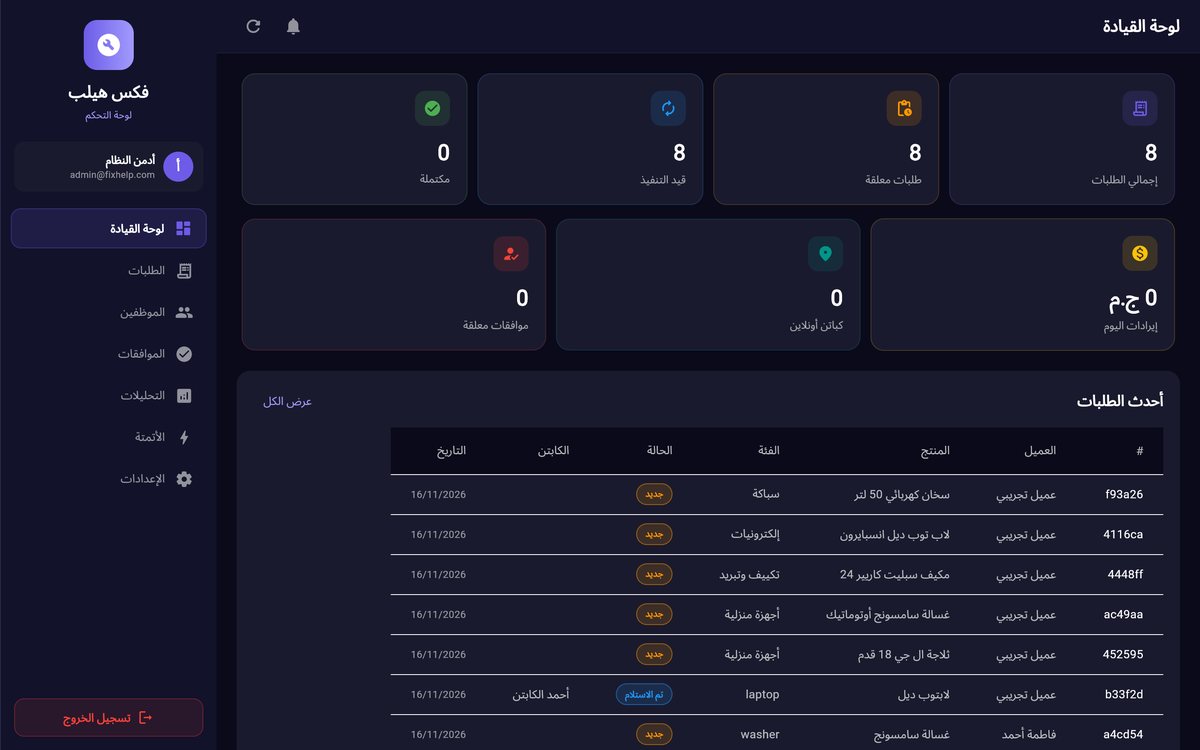 لوحة القيادة
فكس هيلب
لوحة التحكم
أ
أدمن النظام
admin@fixhelp.com
لوحة القيادة
الطلبات
الموظفين
الموافقات
التحليلات
الأتمتة
الإعدادات
تسجيل الخروج
8
إجمالي الطلبات
8
طلبات معلقة
8
قيد التنفيذ
0
مكتملة
0 ج.م
إيرادات اليوم
0
كباتن أونلاين
0
موافقات معلقة
أحدث الطلبات
عرض الكل
# العميل المنتج الفئة الحالة الكابتن التاريخ
f93a26 عميل تجريبي سخان كهربائي 50 لتر سباكة جديد 16/11/2026
4116ca عميل تجريبي لاب توب ديل انسبايرون إلكترونيات جديد 16/11/2026
4448ff عميل تجريبي مكيف سبليت كاريير 24 تكييف وتبريد جديد 16/11/2026
ac49aa عميل تجريبي غسالة سامسونج أوتوماتيك أجهزة منزلية جديد 16/11/2026
452595 عميل تجريبي ثلاجة ال جي 18 قدم أجهزة منزلية جديد 16/11/2026
b33f2d عميل تجريبي لابتوب ديل laptop تم الاستلام أحمد الكابتن 16/11/2026
a4cd54 فاطمة أحمد غسالة سامسونج washer جديد 16/11/2026